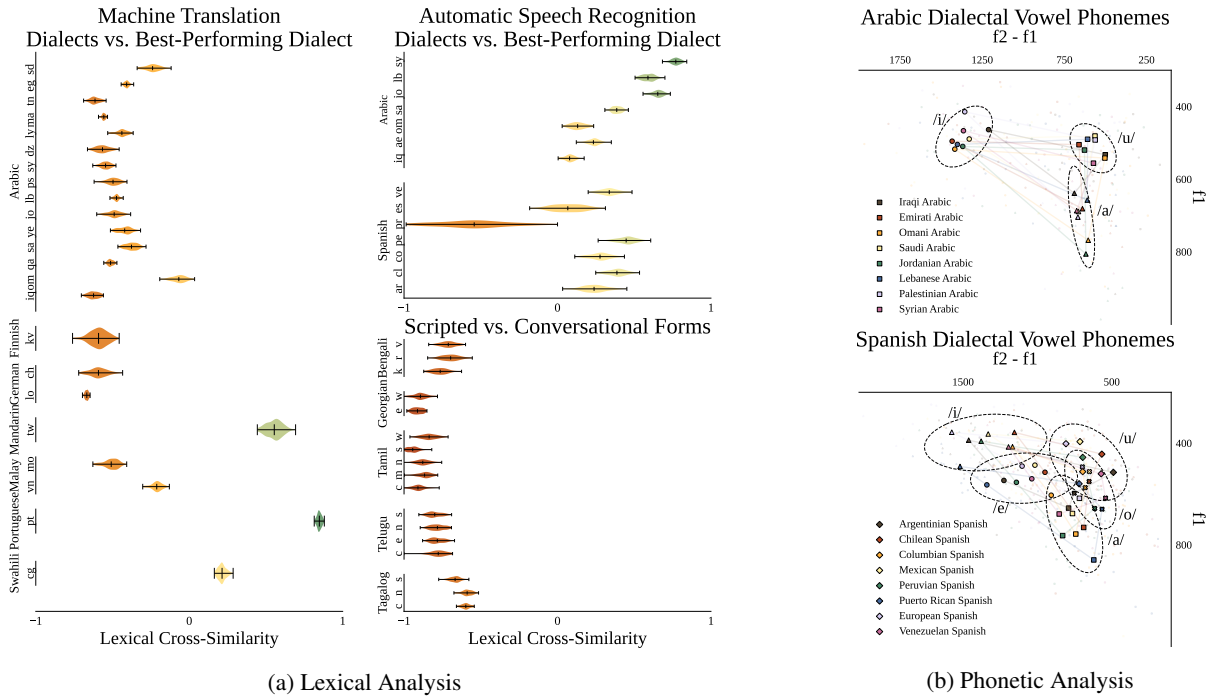 Machine Translation
Dialects vs. Best-Performing Dialect
Arabic
sd
eg
tn
ma
lv
dz
sy
ps
lb
jo
ye
sa
qa
om
iq
Finnish
kv
German
ch
lo
Mandarin
tw
Malay
mo
Portuguese
vn
pt
Swahili
cg
−1
0
1
Lexical Cross-Similarity
Automatic Speech Recognition
Dialects vs. Best-Performing Dialect
Arabic
sy
lb
jo
sa
om
ae
iq
Spanish
ve
es
pr
pe
co
cl
ar
−1
0
1
Scripted vs. Conversational Forms
Bengali
v
r
k
Georgian
w
e
Tamil
w
s
n
m
c
Telugu
s
n
e
c
Tagalog
s
n
c
−1
0
1
Lexical Cross-Similarity
(a) Lexical Analysis
Arabic Dialectal Vowel Phonemes
f2 - f1
1750
1250
750
250
400
600
800
f1
/i/
/u/
/a/
Iraqi Arabic
Emirati Arabic
Omani Arabic
Saudi Arabic
Jordanian Arabic
Lebanese Arabic
Palestinian Arabic
Syrian Arabic
Spanish Dialectal Vowel Phonemes
f2 - f1
1500
500
400
600
800
f1
/i/
/u/
/e/
/o/
/a/
Argentinian Spanish
Chilean Spanish
Columbian Spanish
Mexican Spanish
Peruvian Spanish
Puerto Rican Spanish
European Spanish
Venezuelan Spanish
(b) Phonetic Analysis